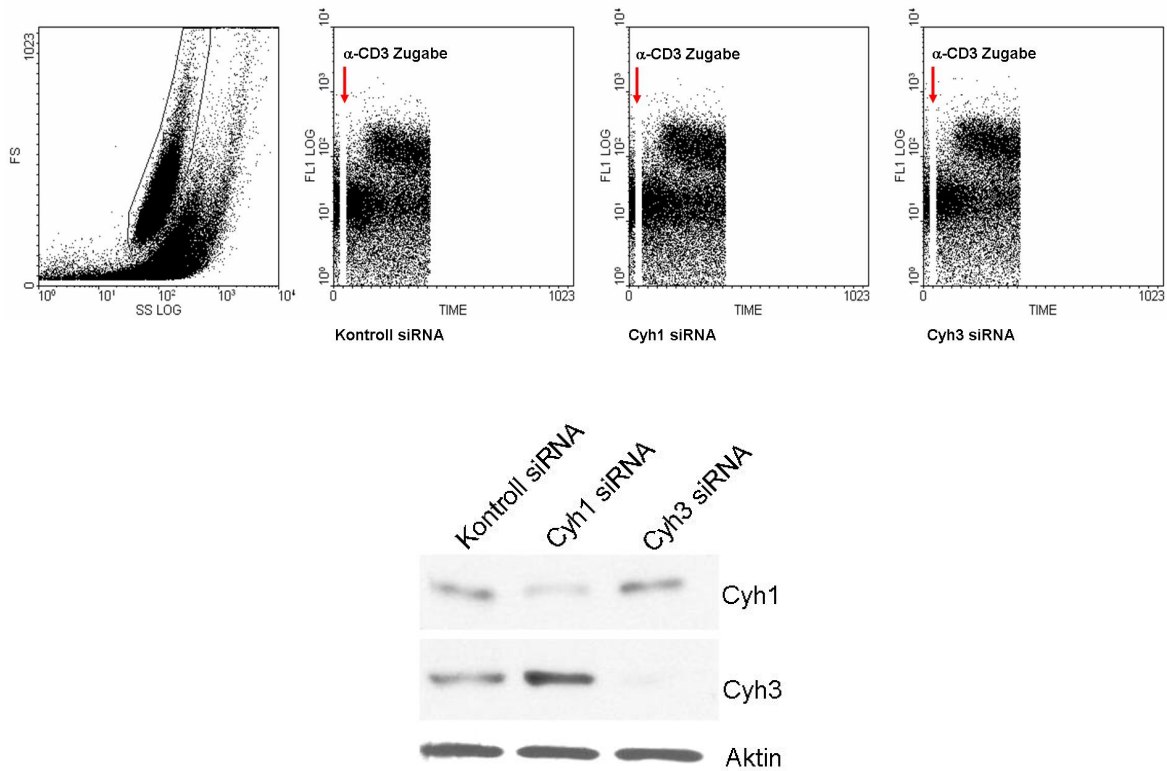 1023
FS
0
10⁰ 10¹ 10² 10³ 10⁴
SS LOG
10⁴
10³
10²
10¹
10⁰
FL1 LOG
α-CD3 Zugabe
0 1023
TIME
Kontroll siRNA
10⁴
10³
10²
10¹
10⁰
FL1 LOG
α-CD3 Zugabe
0 1023
TIME
Cyh1 siRNA
10⁴
10³
10²
10¹
10⁰
FL1 LOG
α-CD3 Zugabe
0 1023
TIME
Cyh3 siRNA
Kontroll siRNA
Cyh1 siRNA
Cyh3 siRNA
Cyh1
Cyh3
Aktin